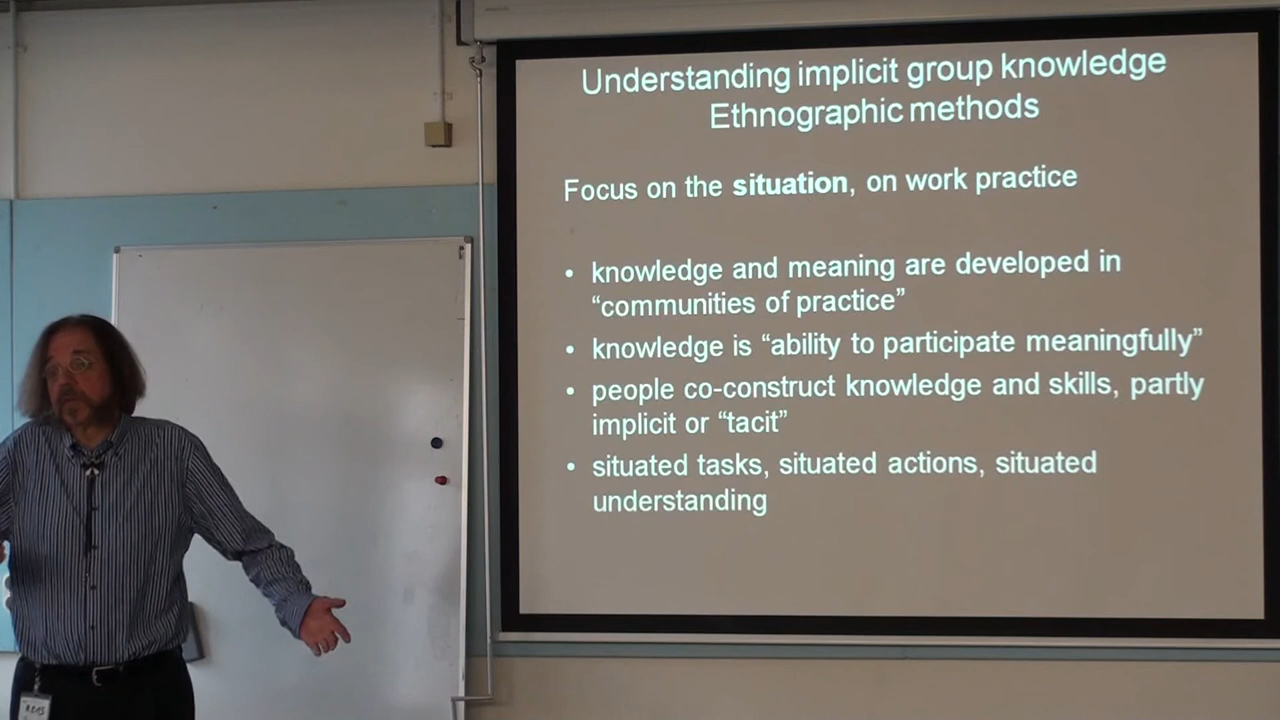 Understanding implicit group knowledge
Ethnographic methods
Focus on the situation, on work practice
• knowledge and meaning are developed in
“communities of practice”
• knowledge is “ability to participate meaningfully”
• people co-construct knowledge and skills, partly
implicit or “tacit”
• situated tasks, situated actions, situated
understanding